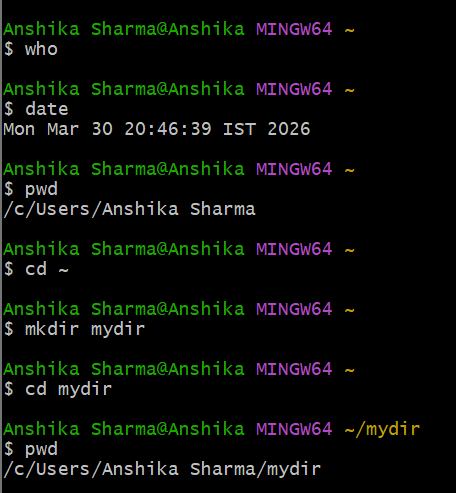 Anshika Sharma@Anshika MINGW64 ~
$ who
Anshika Sharma@Anshika MINGW64 ~
$ date
Mon Mar 30 20:46:39 IST 2026
Anshika Sharma@Anshika MINGW64 ~
$ pwd
/c/Users/Anshika Sharma
Anshika Sharma@Anshika MINGW64 ~
$ cd ~
Anshika Sharma@Anshika MINGW64 ~
$ mkdir mydir
Anshika Sharma@Anshika MINGW64 ~
$ cd mydir
Anshika Sharma@Anshika MINGW64 ~/mydir
$ pwd
/c/Users/Anshika Sharma/mydir